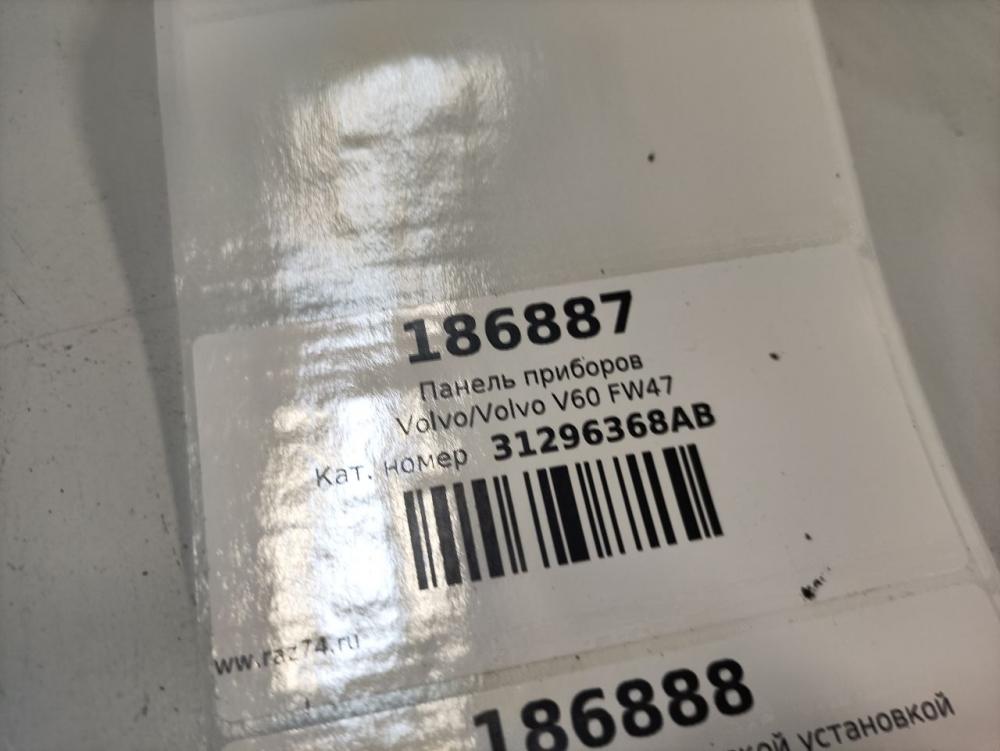 186887
Панель приборов
Volvo/Volvo V60 FW47
Кат. номер 31296368AB
www.raz74.ru
186888
установкой